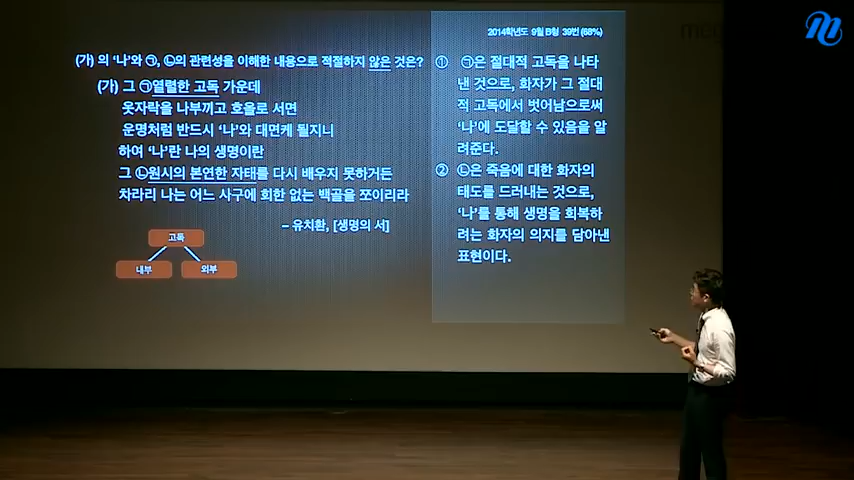 2014학년도 9월 B형 39번 (68%)
(가) 의 '나'와 ㉠, ㉡의 관련성을 이해한 내용으로 적절하지 않은 것은?
(가) 그 ㉠열렬한 고독 가운데
옷자락을 나부끼고 호올로 서면
운명처럼 반드시 '나'와 대면케 될지니
하여 '나'란 나의 생명이란
그 ㉡원시의 본연한 자태를 다시 배우지 못하거든
차라리 나는 어느 사구에 회한 없는 백골을 쪼이리라
– 유치환, [생명의 서]
고독
내부
외부
① ㉠은 절대적 고독을 나타
낸 것으로, 화자가 그 절대
적 고독에서 벗어남으로써
'나'에 도달할 수 있음을 알
려준다.
② ㉡은 죽음에 대한 화자의
태도를 드러내는 것으로,
'나'를 통해 생명을 회복하
려는 화자의 의지를 담아낸
표현이다.